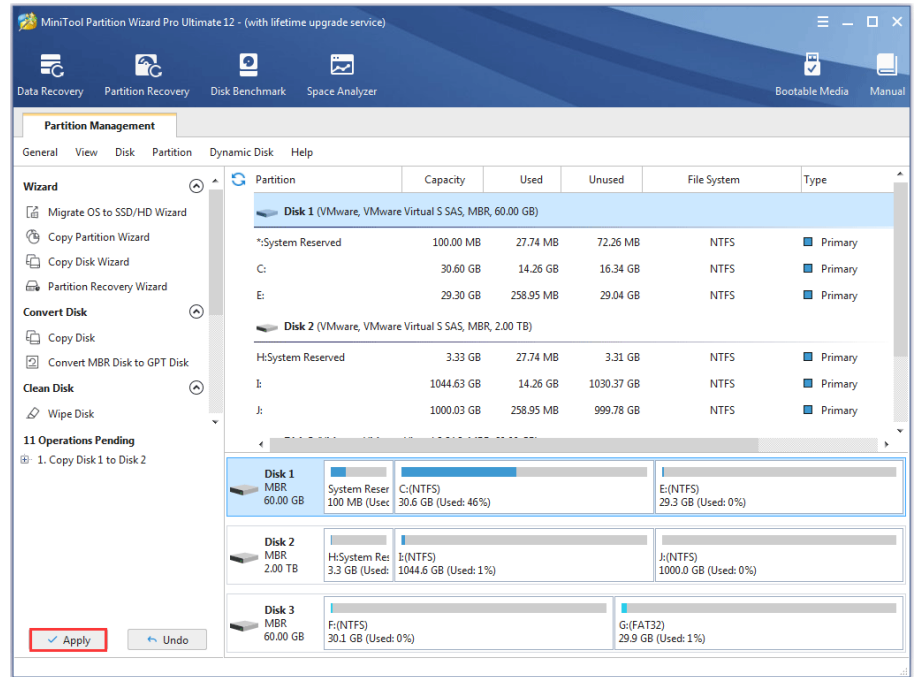 MiniTool Partition Wizard Pro Ultimate 12 - (with lifetime upgrade service)
Data Recovery Partition Recovery Disk Benchmark Space Analyzer Bootable Media Manual
Partition Management
General View Disk Partition Dynamic Disk Help
Wizard
Migrate OS to SSD/HD Wizard
Copy Partition Wizard
Copy Disk Wizard
Partition Recovery Wizard
Convert Disk
Copy Disk
Convert MBR Disk to GPT Disk
Clean Disk
Wipe Disk
11 Operations Pending
1. Copy Disk 1 to Disk 2
Apply Undo
Partition Capacity Used Unused File System Type
Disk 1 (VMware, VMware Virtual S SAS, MBR, 60.00 GB)
*:System Reserved 100.00 MB 27.74 MB 72.26 MB NTFS Primary
C: 30.60 GB 14.26 GB 16.34 GB NTFS Primary
E: 29.30 GB 258.95 MB 29.04 GB NTFS Primary
Disk 2 (VMware, VMware Virtual S SAS, MBR, 2.00 TB)
H:System Reserved 3.33 GB 27.74 MB 3.31 GB NTFS Primary
I: 1044.63 GB 14.26 GB 1030.37 GB NTFS Primary
J: 1000.03 GB 258.95 MB 999.78 GB NTFS Primary
Disk 1
MBR
60.00 GB
System Reser
100 MB (Usec
C:(NTFS)
30.6 GB (Used: 46%)
E:(NTFS)
29.3 GB (Used: 0%)
Disk 2
MBR
2.00 TB
H:System Res
3.3 GB (Used:
I:(NTFS)
1044.6 GB (Used: 1%)
J:(NTFS)
1000.0 GB (Used: 0%)
Disk 3
MBR
60.00 GB
F:(NTFS)
30.1 GB (Used: 0%)
G:(FAT32)
29.9 GB (Used: 1%)